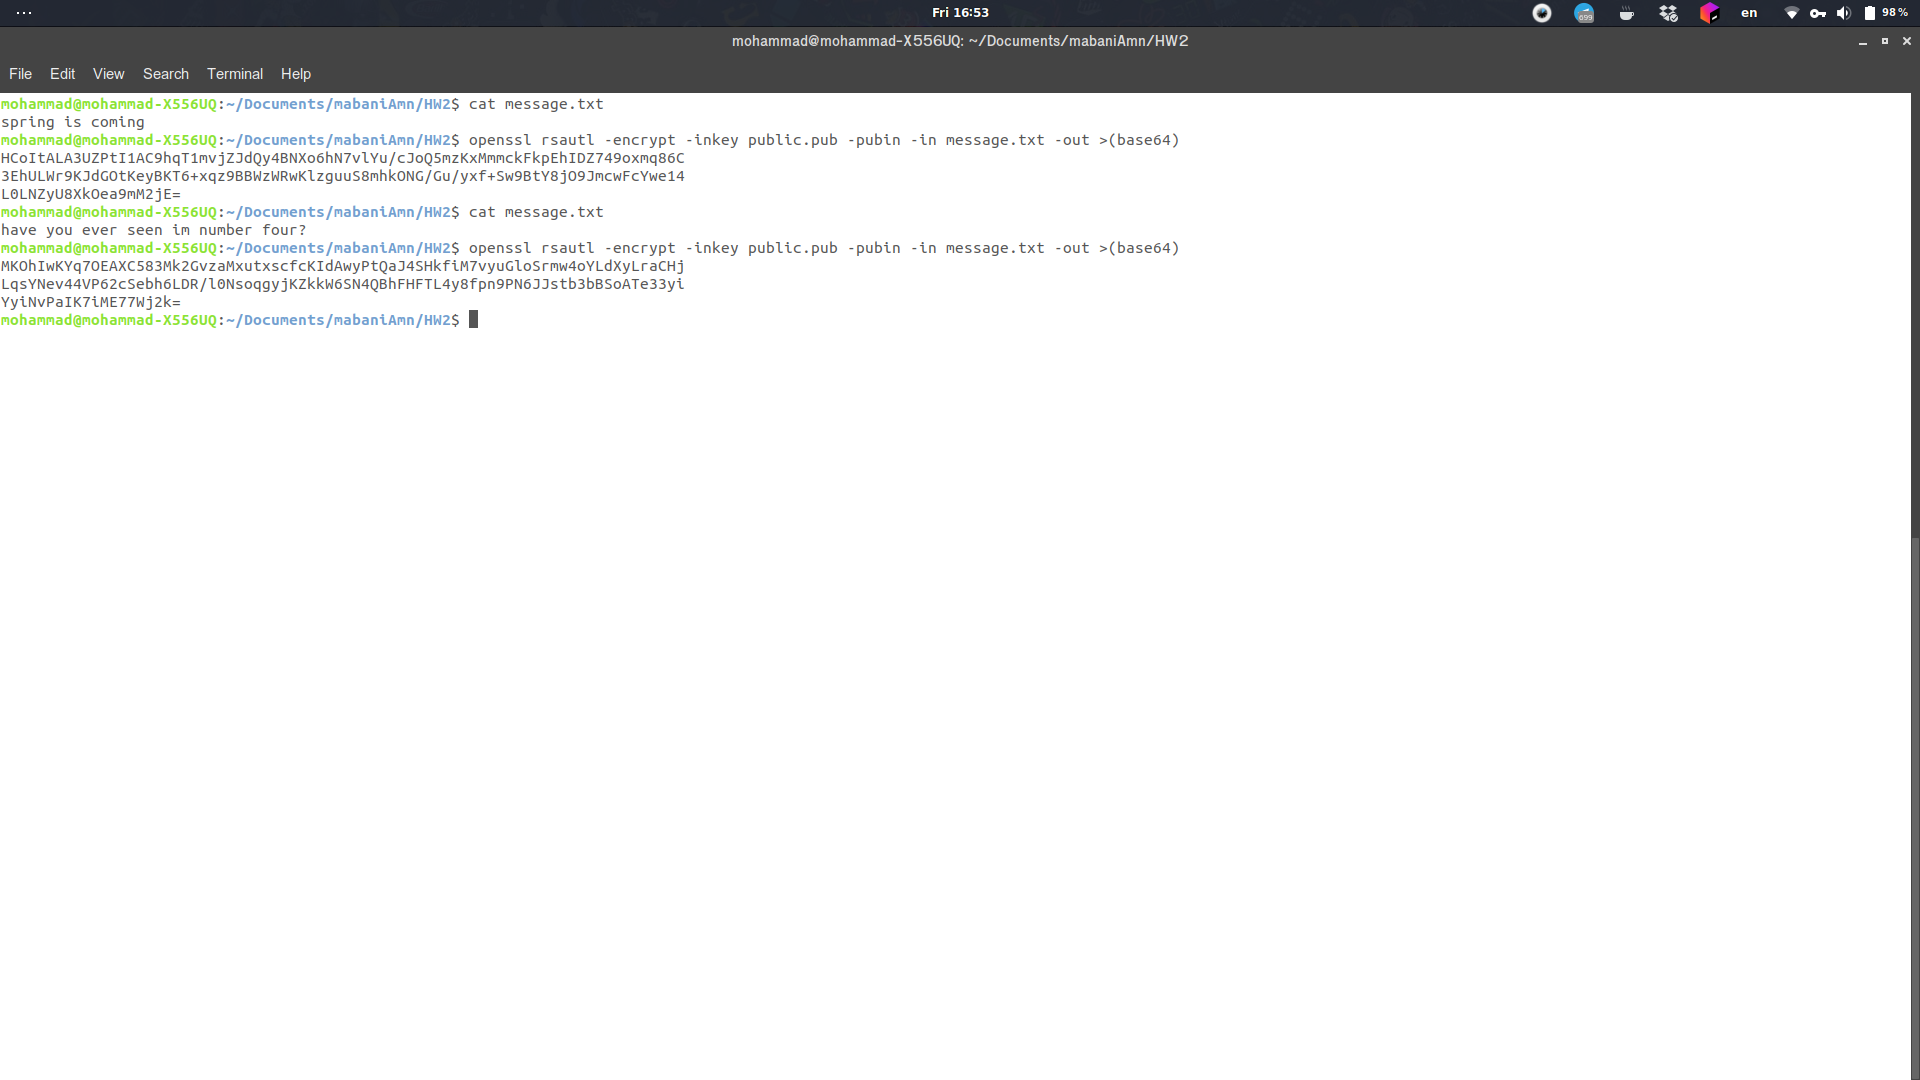 Fri 16:53
699
en
98 %
mohammad@mohammad-X556UQ: ~/Documents/mabaniAmn/HW2
File Edit View Search Terminal Help
mohammad@mohammad-X556UQ:~/Documents/mabaniAmn/HW2$ cat message.txt
spring is coming
mohammad@mohammad-X556UQ:~/Documents/mabaniAmn/HW2$ openssl rsautl -encrypt -inkey public.pub -pubin -in message.txt -out >(base64)
HCoItALA3UZPtI1AC9hqT1mvjZJdQy4BNXo6hN7vlYu/cJoQ5mzKxMmmckFkpEhIDZ749oxmq86C
3EhULWr9KJdGOtKeyBKT6+xqz9BBWzWRwKlzguuS8mhkONG/Gu/yxf+Sw9BtY8jO9JmcwFcYwe14
L0LNZyU8XkOea9mM2jE=
mohammad@mohammad-X556UQ:~/Documents/mabaniAmn/HW2$ cat message.txt
have you ever seen im number four?
mohammad@mohammad-X556UQ:~/Documents/mabaniAmn/HW2$ openssl rsautl -encrypt -inkey public.pub -pubin -in message.txt -out >(base64)
MKOhIwKYq7OEAXC583Mk2GvzaMxutxscfcKIdAwyPtQaJ4SHkfiM7vyuGloSrmw4oYLdXyLraCHj
LqsYNev44VP62cSebh6LDR/l0NsoqgyjKZkkW6SN4QBhFHFTL4y8fpn9PN6JJstb3bBSoATe33yi
YyiNvPaIK7iME77Wj2k=
mohammad@mohammad-X556UQ:~/Documents/mabaniAmn/HW2$